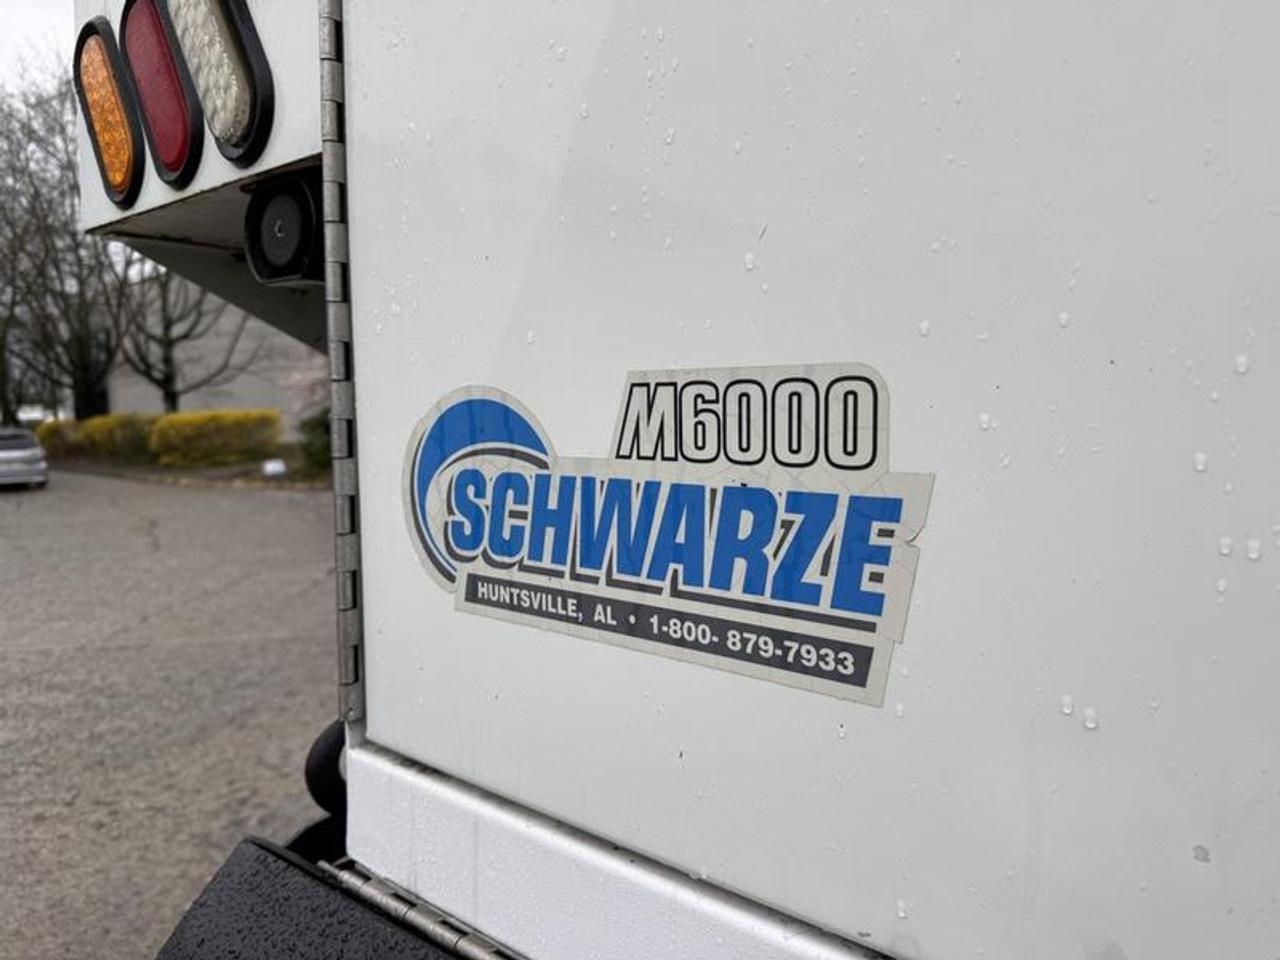 M6000
SCHWARZE
HUNTSVILLE, AL • 1-800- 879-7933